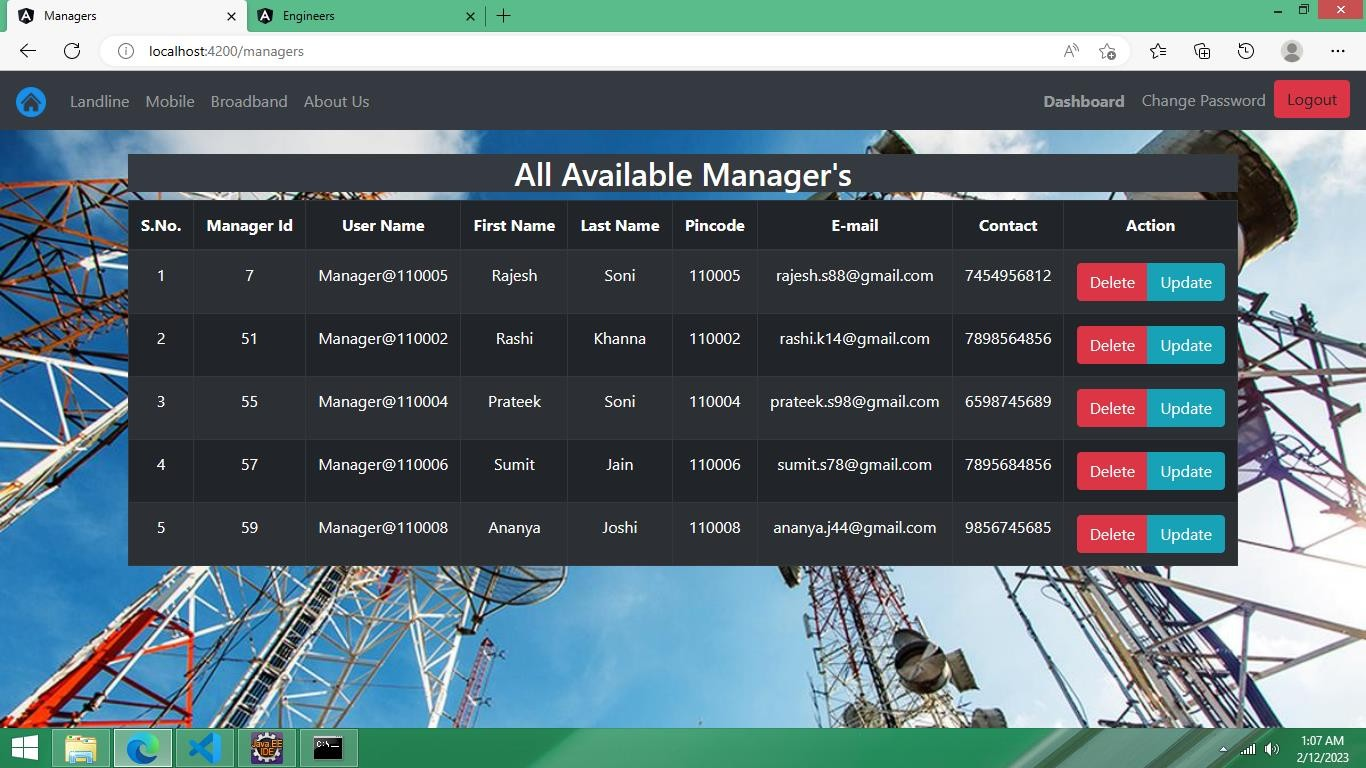 Managers
Engineers
localhost:4200/managers
Landline Mobile Broadband About Us Dashboard Change Password Logout
All Available Manager's
S.No. Manager Id User Name First Name Last Name Pincode E-mail Contact Action
1 7 Manager@110005 Rajesh Soni 110005 rajesh.s88@gmail.com 7454956812 Delete Update
2 51 Manager@110002 Rashi Khanna 110002 rashi.k14@gmail.com 7898564856 Delete Update
3 55 Manager@110004 Prateek Soni 110004 prateek.s98@gmail.com 6598745689 Delete Update
4 57 Manager@110006 Sumit Jain 110006 sumit.s78@gmail.com 7895684856 Delete Update
5 59 Manager@110008 Ananya Joshi 110008 ananya.j44@gmail.com 9856745685 Delete Update
Java EE
IDE
C:\.
1:07 AM
2/12/2023